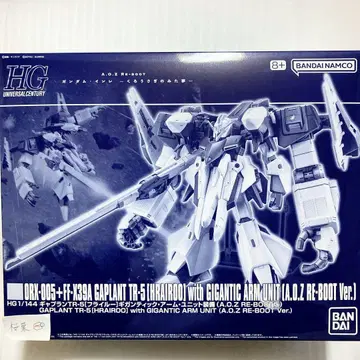 HG
UNIVERSAL CENTURY
A.O.Z RE-BOOT
ガンダム・インレ -くろうさぎのみた夢-
8+
BANDAI NAMCO
ORX-005+FF-X39A GAPLANT TR-5[HRAIROO] with GIGANTIC ARM UNIT [A.O.Z RE-BOOT Ver.]
HG 1/144 ギャプランTR-5[フライルー]ギガンティック・アーム・ユニット装備 (A.O.Z RE-BOOT版)
GAPLANT TR-5[HRAIROO] with GIGANTIC ARM UNIT (A.O.Z RE-BOOT Ver.)
BANDAI